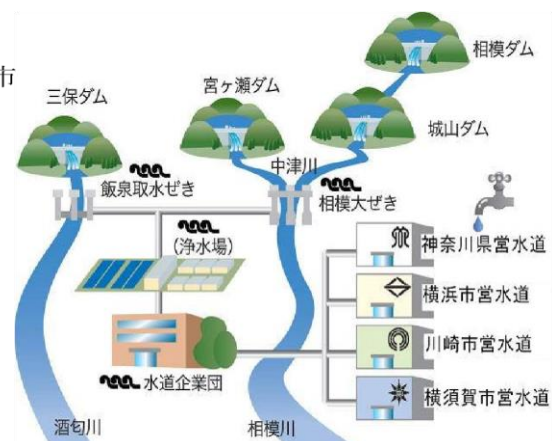 市
相模ダム
宮ヶ瀬ダム
三保ダム
城山ダム
中津川
飯泉取水ぜき
相模大ぜき
(浄水場)
神奈川県営水道
横浜市営水道
川崎市営水道
水道企業団
横須賀市営水道
酒匂川
相模川